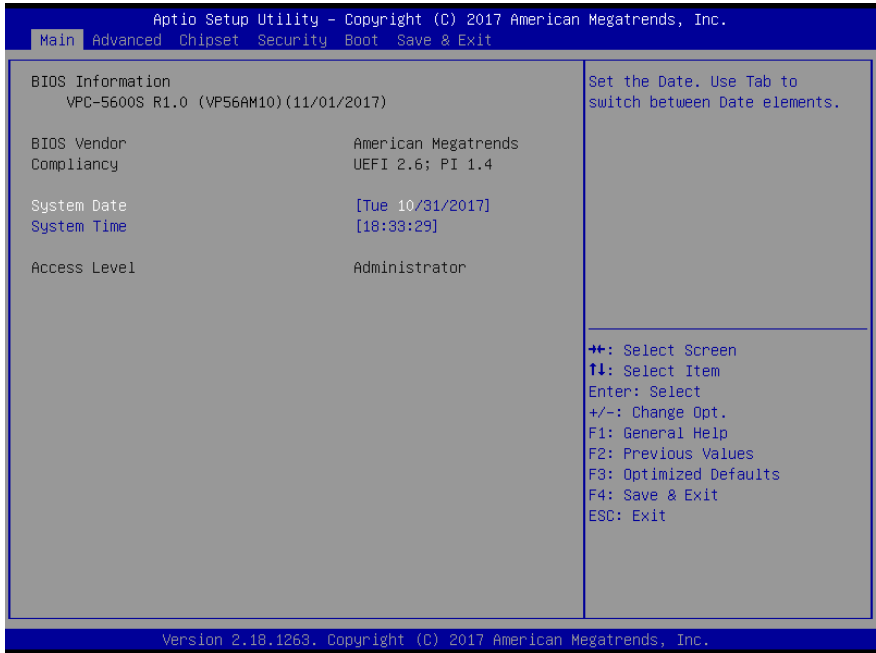 Aptio Setup Utility – Copyright (C) 2017 American Megatrends, Inc.
Main Advanced Chipset Security Boot Save & Exit
BIOS Information
VPC-5600S R1.0 (VP56AM10)(11/01/2017)
BIOS Vendor American Megatrends
Compliancy UEFI 2.6; PI 1.4
System Date [Tue 10/31/2017]
System Time [18:33:29]
Access Level Administrator
Set the Date. Use Tab to
switch between Date elements.
→←: Select Screen
↑↓: Select Item
Enter: Select
+/-: Change Opt.
F1: General Help
F2: Previous Values
F3: Optimized Defaults
F4: Save & Exit
ESC: Exit
Version 2.18.1263. Copyright (C) 2017 American Megatrends, Inc.